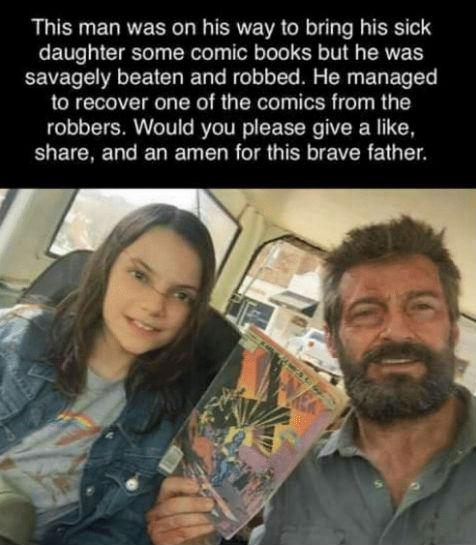 This man was on his way to bring his sick
daughter some comic books but he was
savagely beaten and robbed. He managed
to recover one of the comics from the
robbers. Would you please give a like,
share, and an amen for this brave father.